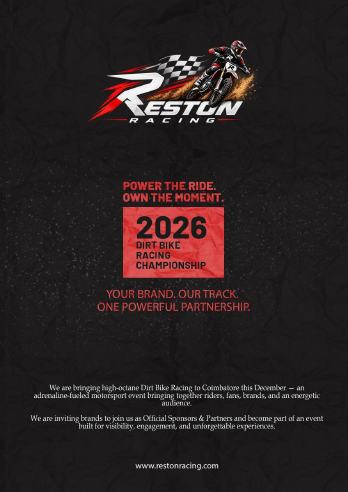 RESTON
RACING
POWER THE RIDE.
OWN THE MOMENT.
2026
DIRT BIKE
RACING
CHAMPIONSHIP
YOUR BRAND. OUR TRACK.
ONE POWERFUL PARTNERSHIP.
We are bringing high-octane Dirt Bike Racing to Coimbatore this December — an
adrenaline-fueled motorsport event bringing together riders, fans, brands, and an energetic
audience.
We are inviting brands to join us as Official Sponsors & Partners and become part of an event
built for visibility, engagement, and unforgettable experiences.
www.restonracing.com